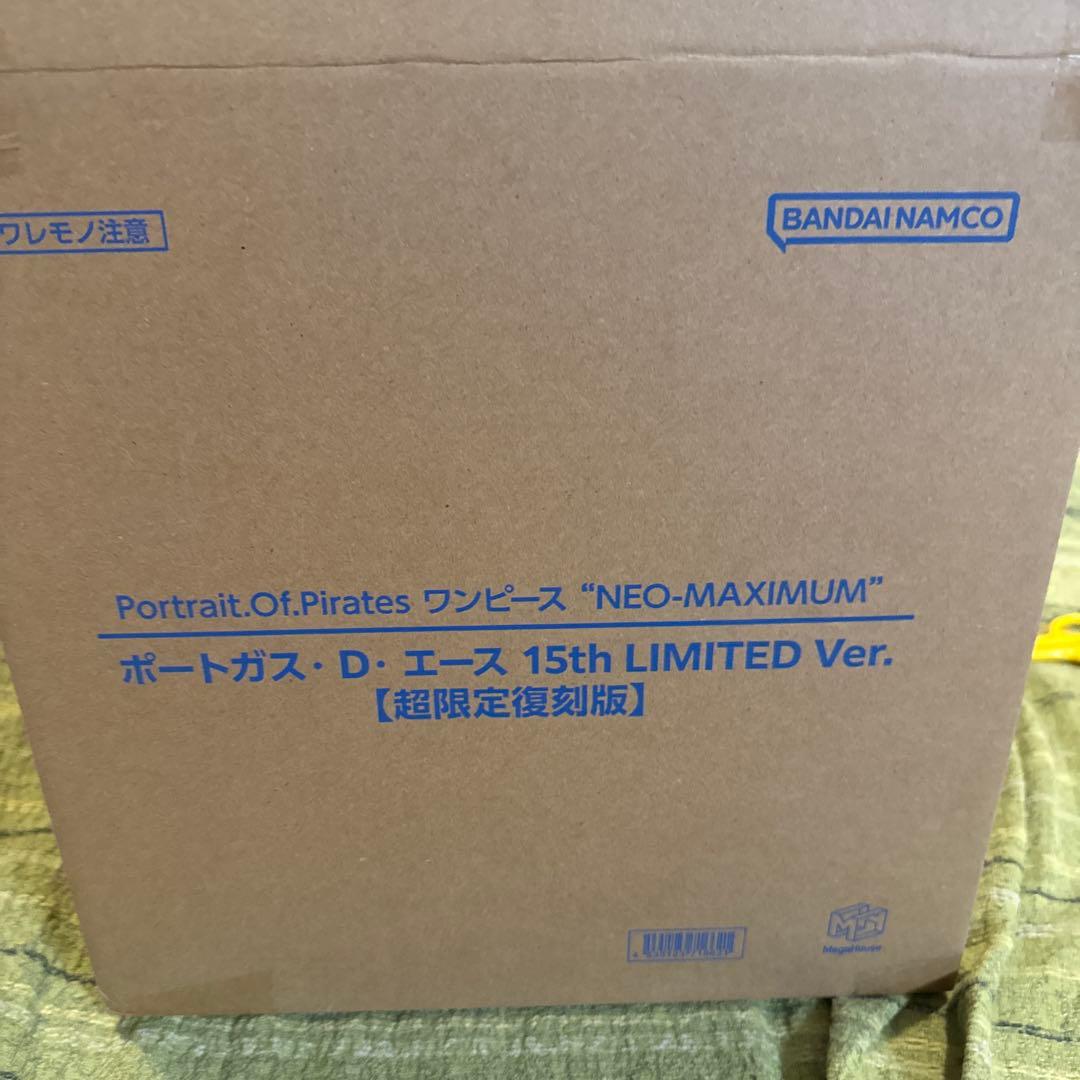 ワレモノ注意
BANDAI NAMCO
Portrait.Of.Pirates ワンピース “NEO-MAXIMUM”
ポートガス・D・エース 15th LIMITED Ver.
【超限定復刻版】
MegaHouse